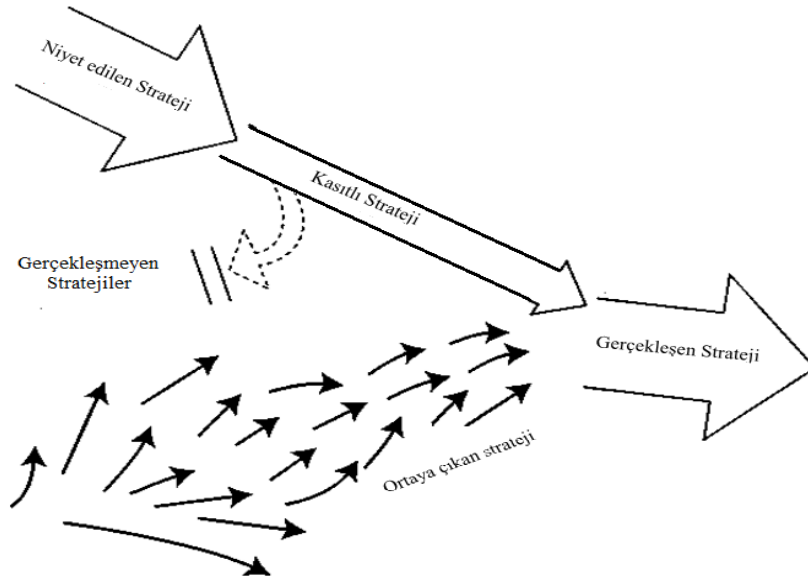 Niyet edilen Strateji
Kasıtlı Strateji
Gerçekleşmeyen
Stratejiler
Gerçekleşen Strateji
Ortaya çıkan strateji